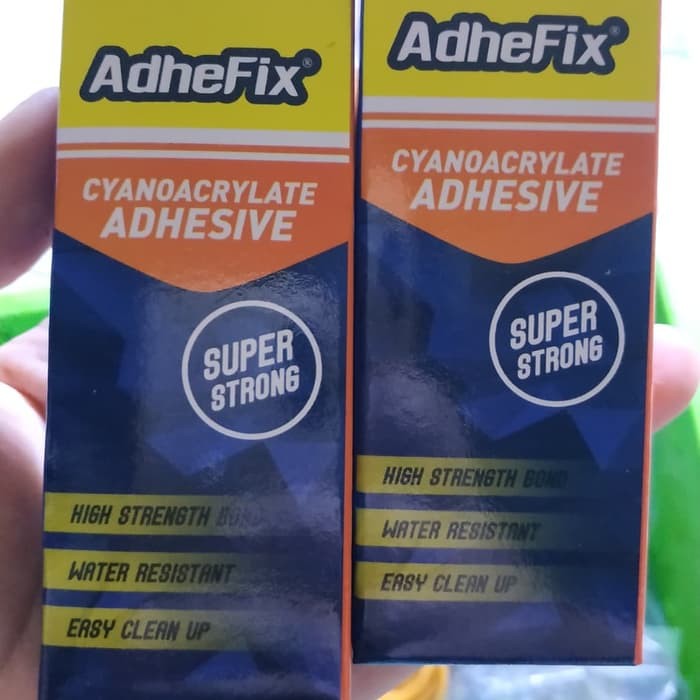 AdheFix®
CYANOACRYLATE
ADHESIVE
SUPER
STRONG
HIGH STRENGTH BOND
WATER RESISTANT
EASY CLEAN UP
AdheFix®
CYANOACRYLATE
ADHESIVE
SUPER
STRONG
HIGH STRENGTH BOND
WATER RESISTANT
EASY CLEAN UP